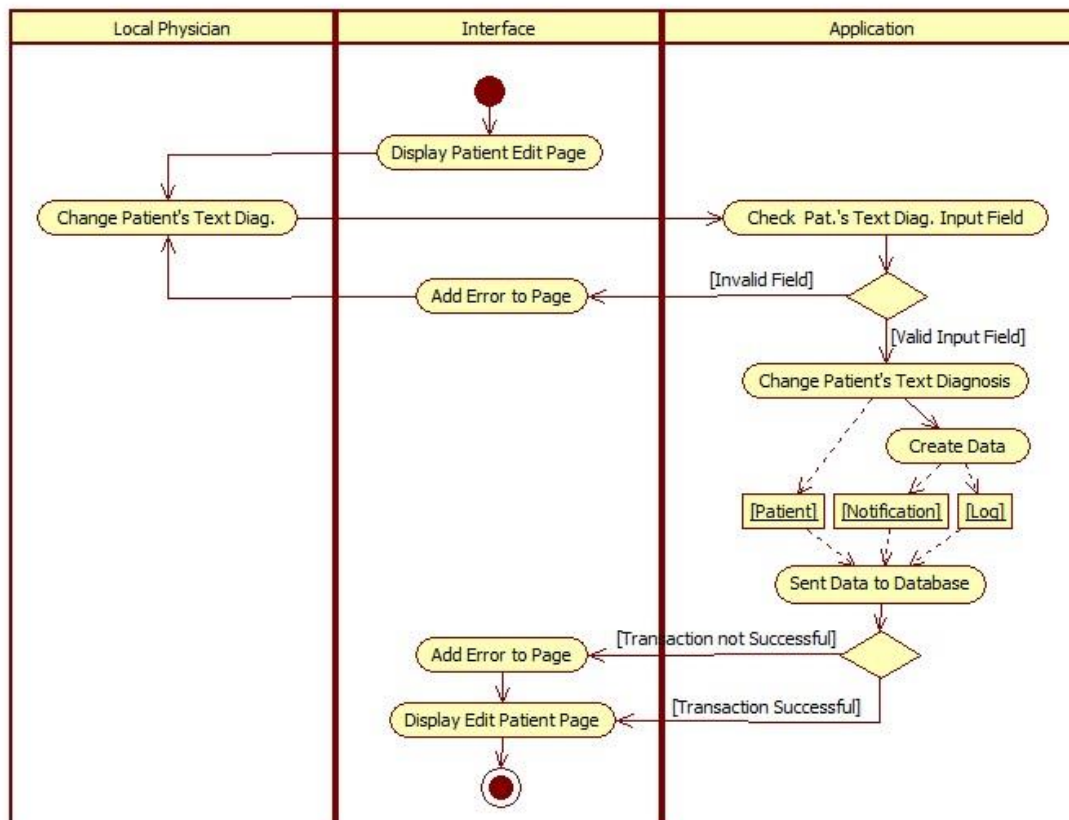 Local Physician
Interface
Application
Display Patient Edit Page
Change Patient's Text Diag.
Check Pat.'s Text Diag. Input Field
[Invalid Field]
Add Error to Page
[Valid Input Field]
Change Patient's Text Diagnosis
Create Data
[Patient]
[Notification]
[Log]
Sent Data to Database
[Transaction not Successful]
Add Error to Page
[Transaction Successful]
Display Edit Patient Page